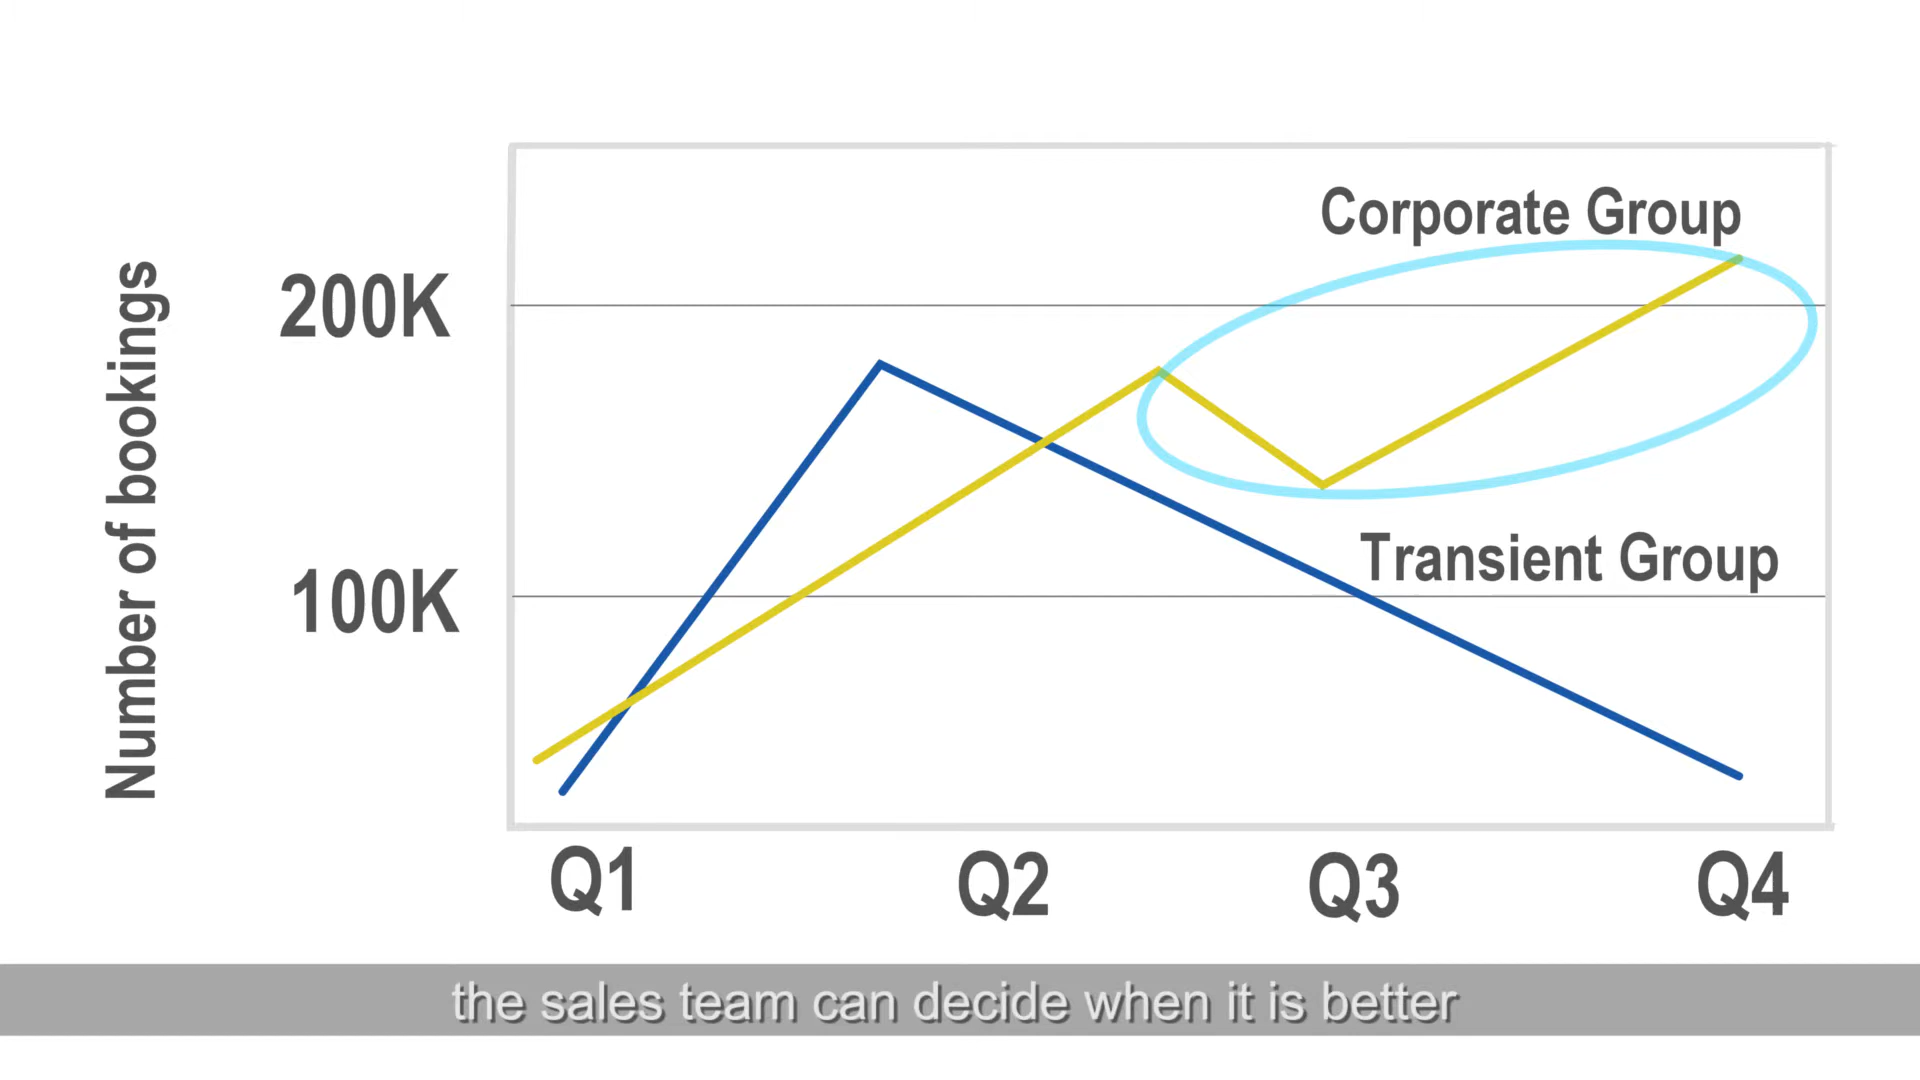 Number of bookings
200K
100K
Corporate Group
Transient Group
Q1 Q2 Q3 Q4
the sales team can decide when it is better